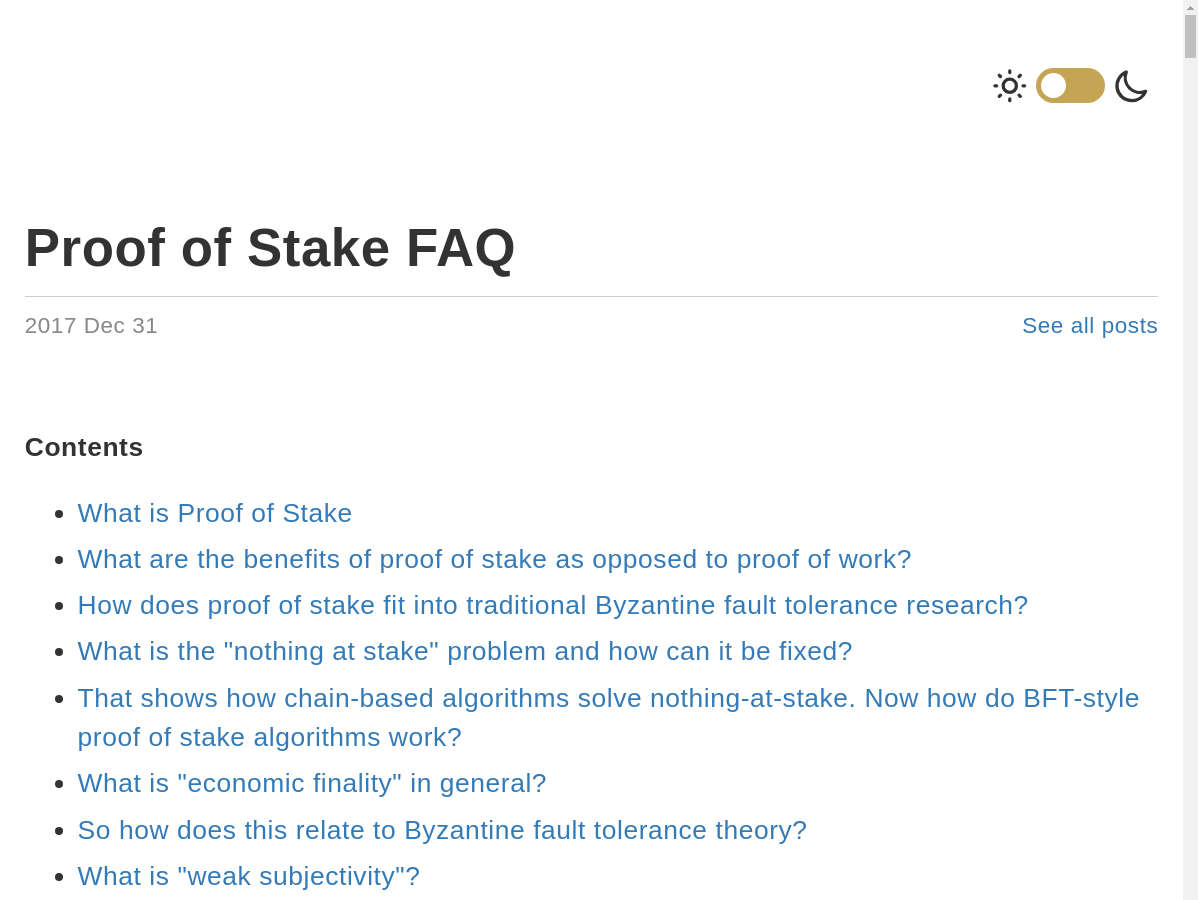 Proof of Stake FAQ
2017 Dec 31
See all posts
Contents
What is Proof of Stake
What are the benefits of proof of stake as opposed to proof of work?
How does proof of stake fit into traditional Byzantine fault tolerance research?
What is the "nothing at stake" problem and how can it be fixed?
That shows how chain-based algorithms solve nothing-at-stake. Now how do BFT-style
proof of stake algorithms work?
What is "economic finality" in general?
So how does this relate to Byzantine fault tolerance theory?
What is "weak subjectivity"?